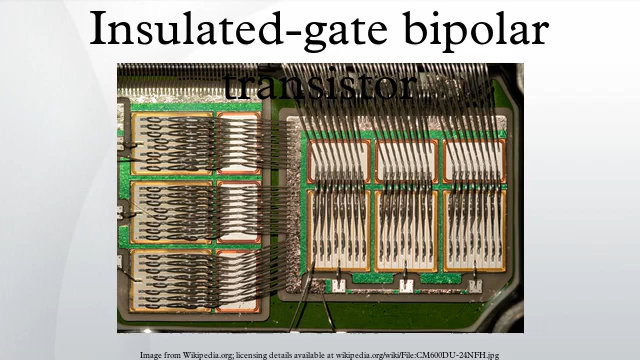 Insulated-gate bipolar
transistor
Image from Wikipedia.org; licensing details available at wikipedia.org/wiki/File:CM600DU-24NFH.jpg